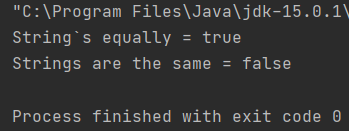 "C:\Program Files\Java\jdk-15.0.1\
String`s equally = true
Strings are the same = false
Process finished with exit code 0